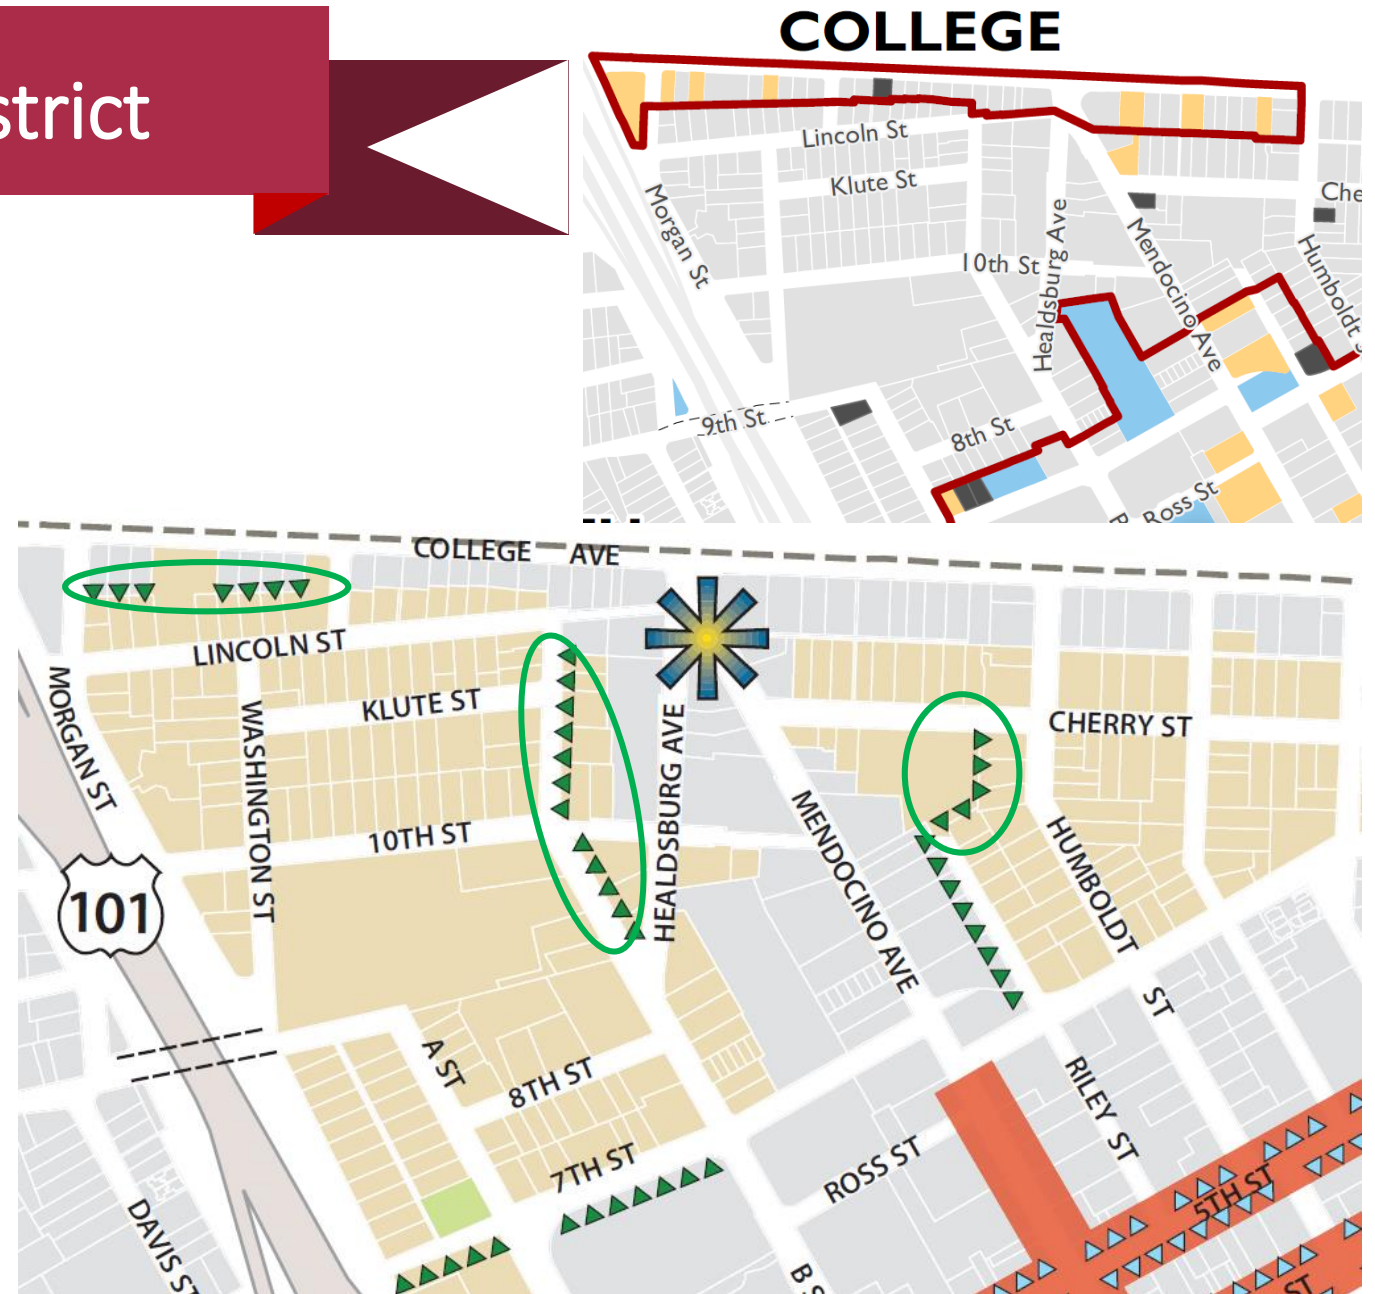 strict
COLLEGE
Lincoln St
Klute St
Che
Morgan St
10th St
Healdsburg Ave
Mendocino Ave
Humboldt
9th St
8th St
Ross St
COLLEGE AVE
LINCOLN ST
KLUTE ST
CHERRY ST
MORGAN ST
WASHINGTON ST
10TH ST
HEALDSBURG AVE
MENDOCINO AVE
HUMBOLDT ST
101
A ST
8TH ST
RILEY ST
7TH ST
ROSS ST
5TH ST
DAVIS ST
B S
ST